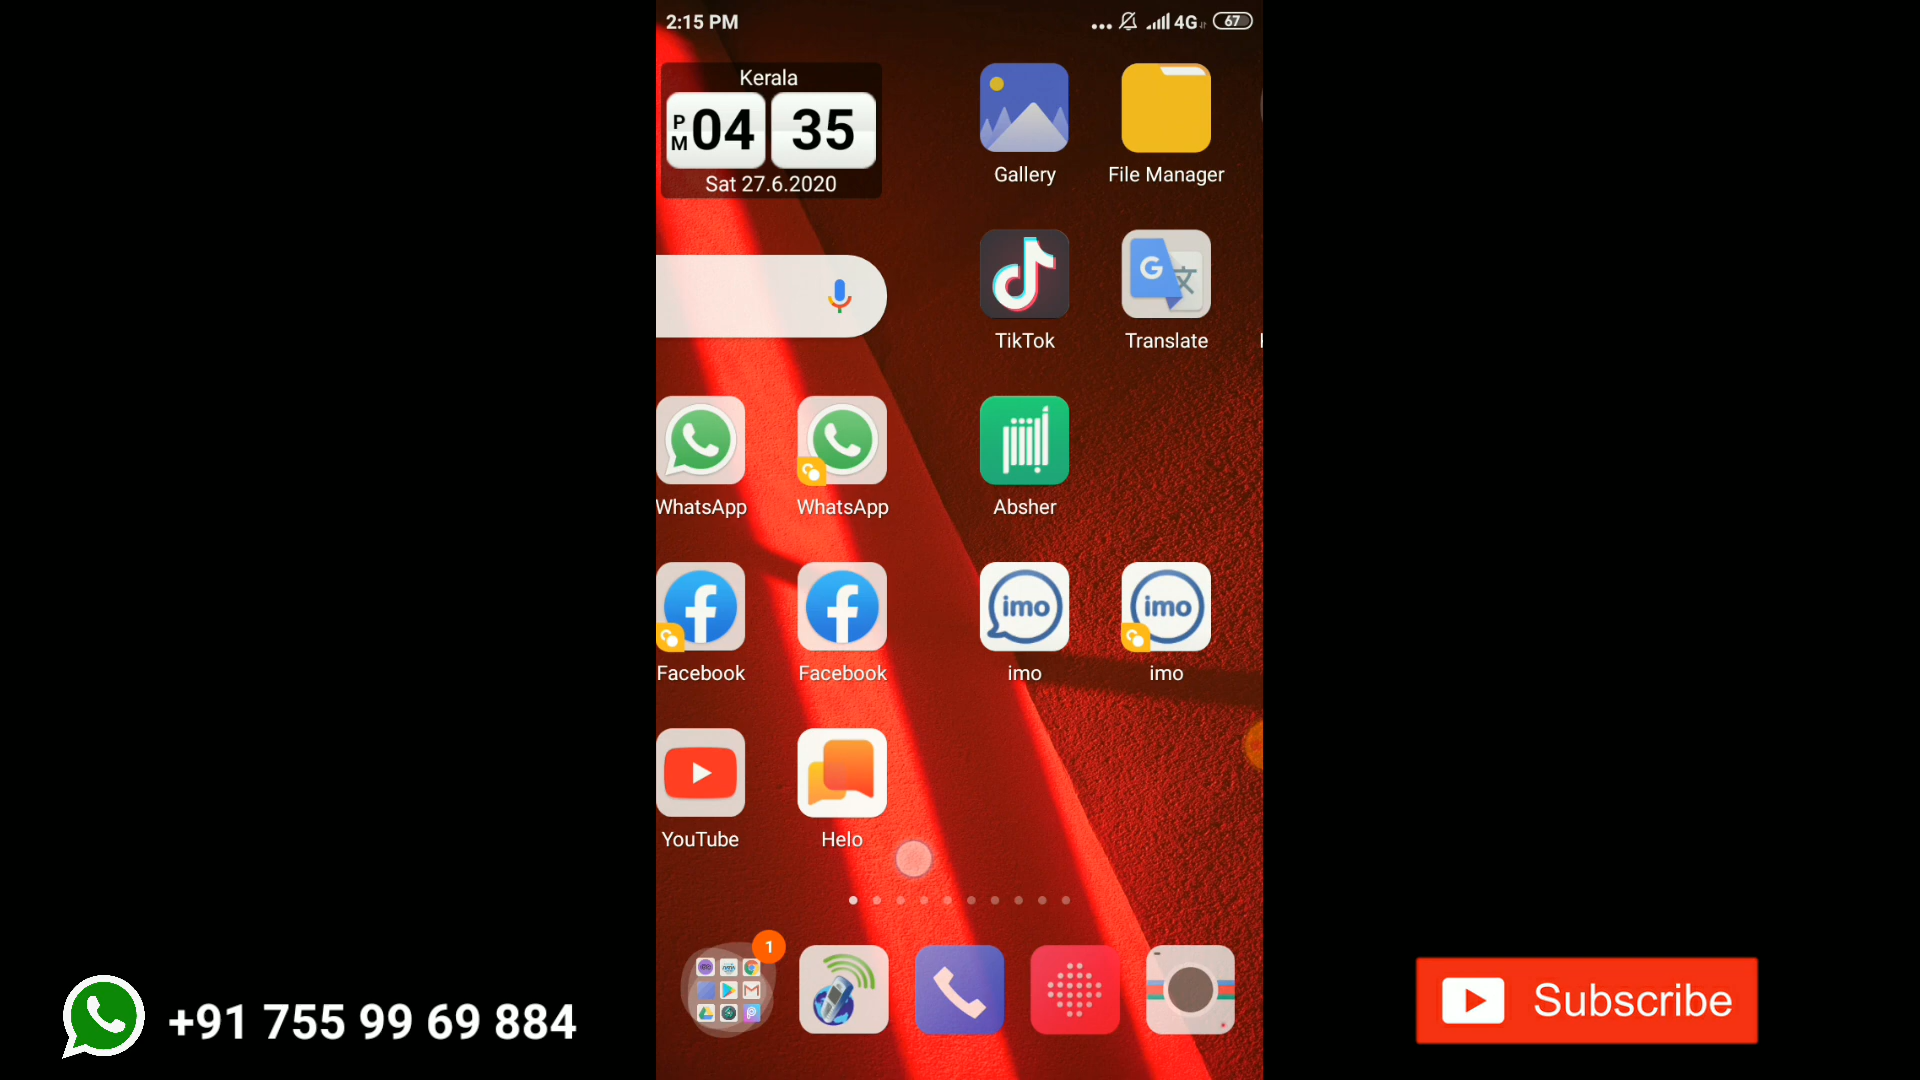 2:15 PM
4G
67
Kerala
PM 04 35
Sat 27.6.2020
Gallery
File Manager
TikTok
Translate
WhatsApp
WhatsApp
Absher
Facebook
Facebook
imo
imo
imo
imo
YouTube
Helo
1
+91 755 99 69 884
Subscribe